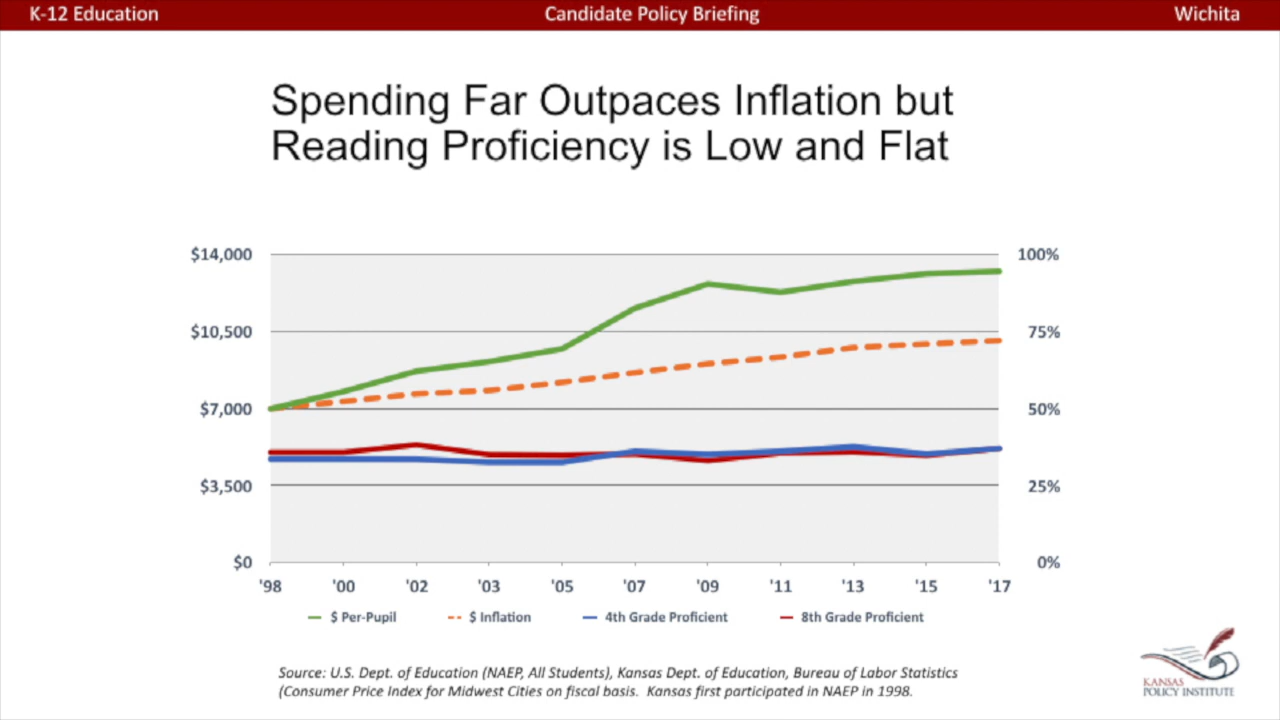 K-12 Education
Candidate Policy Briefing
Wichita
Spending Far Outpaces Inflation but
Reading Proficiency is Low and Flat
$14,000
100%
$10,500
75%
$7,000
50%
$3,500
25%
$0
0%
'98 '00 '02 '03 '05 '07 '09 '11 '13 '15 '17
$ Per-Pupil
$ Inflation
4th Grade Proficient
8th Grade Proficient
Source: U.S. Dept. of Education (NAEP, All Students), Kansas Dept. of Education, Bureau of Labor Statistics
(Consumer Price Index for Midwest Cities on fiscal basis. Kansas first participated in NAEP in 1998.
KANSAS
POLICY INSTITUTE